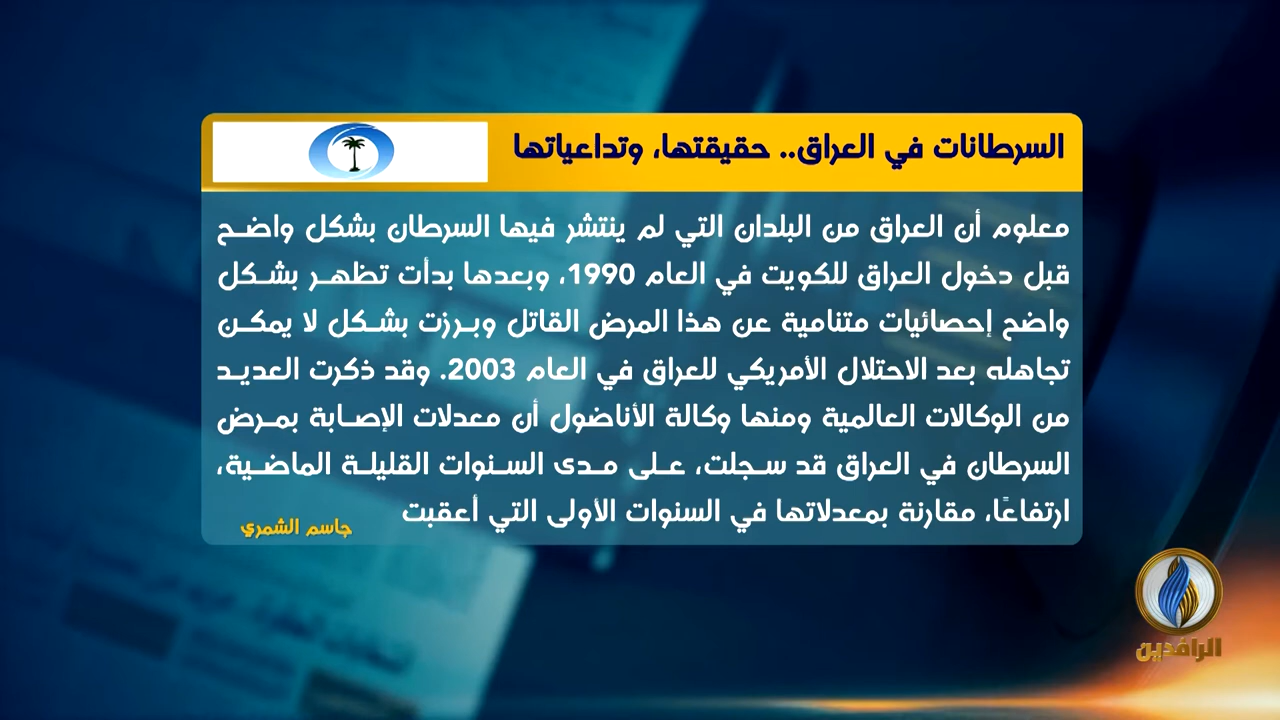 السرطانات في العراق.. حقيقتها، وتداعياتها
معلوم أن العراق من البلدان التي لم ينتشر فيها السرطان بشكل واضح
قبل دخول العراق للكويت في العام 1990، وبعدها بدأت تظهر بشكل
واضح إحصائيات متنامية عن هذا المرض القاتل وبرزت بشكل لا يمكن
تجاهله بعد الاحتلال الأمريكي للعراق في العام 2003. وقد ذكرت العديد
من الوكالات العالمية ومنها وكالة الأناضول أن معدلات الإصابة بمرض
السرطان في العراق قد سجلت، على مدى السنوات القليلة الماضية،
ارتفاعًا، مقارنة بمعدلاتها في السنوات الأولى التي أعقبت
جاسم الشمري
الرافدين